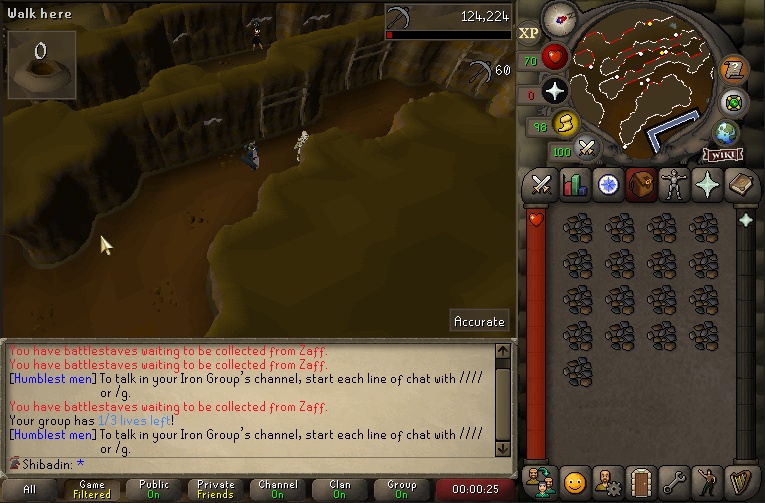 Walk here
0
124,224
60
XP
70
0
98
100
WIKI
Accurate
You have battlestaves waiting to be collected from Zaff.
You have battlestaves waiting to be collected from Zaff.
[Humblest men] To talk in your Iron Group's channel, start each line of chat with ////
or /g.
You have battlestaves waiting to be collected from Zaff.
Your group has 1/3 lives left!
[Humblest men] To talk in your Iron Group's channel, start each line of chat with ////
or /g.
Shibadin: *
All
Game
Filtered
Public
On
Private
Friends
Channel
On
Clan
On
Group
On
00:00:25